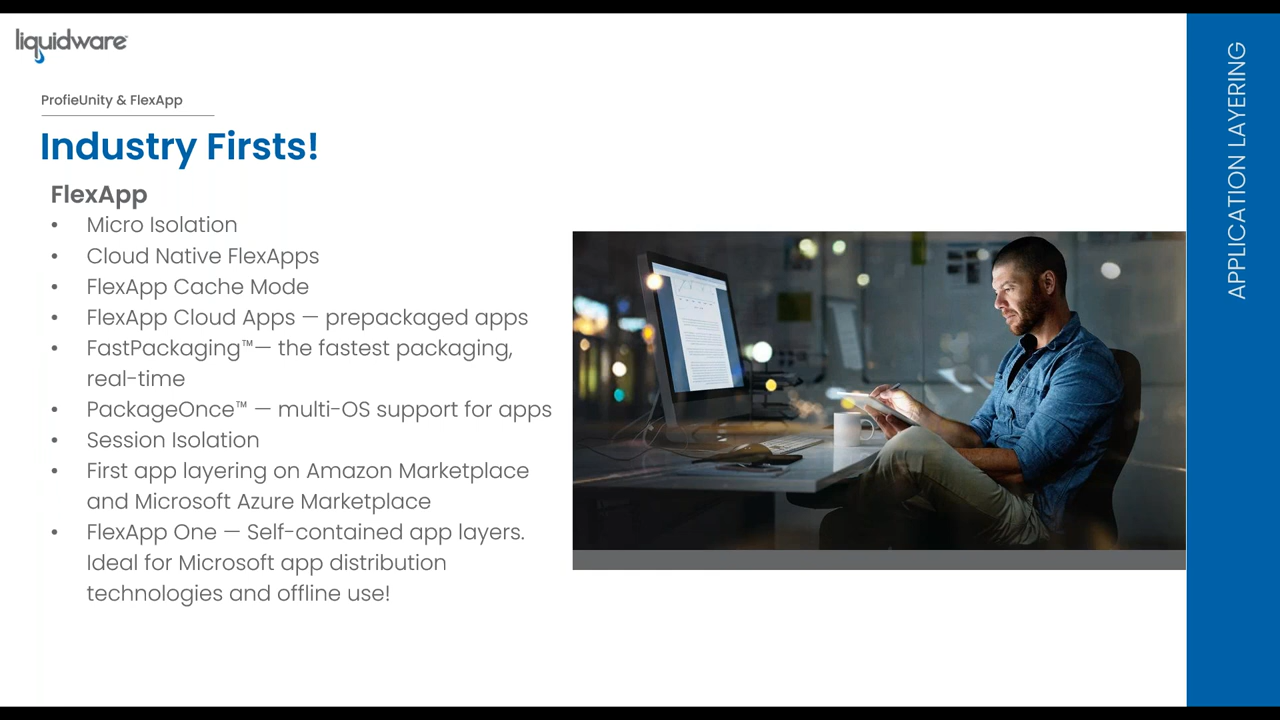 liquidware
ProfieUnity & FlexApp
Industry Firsts!
FlexApp
• Micro Isolation
• Cloud Native FlexApps
• FlexApp Cache Mode
• FlexApp Cloud Apps — prepackaged apps
• FastPackaging™— the fastest packaging,
real-time
• PackageOnce™ — multi-OS support for apps
• Session Isolation
• First app layering on Amazon Marketplace
and Microsoft Azure Marketplace
• FlexApp One — Self-contained app layers.
Ideal for Microsoft app distribution
technologies and offline use!
APPLICATION LAYERING